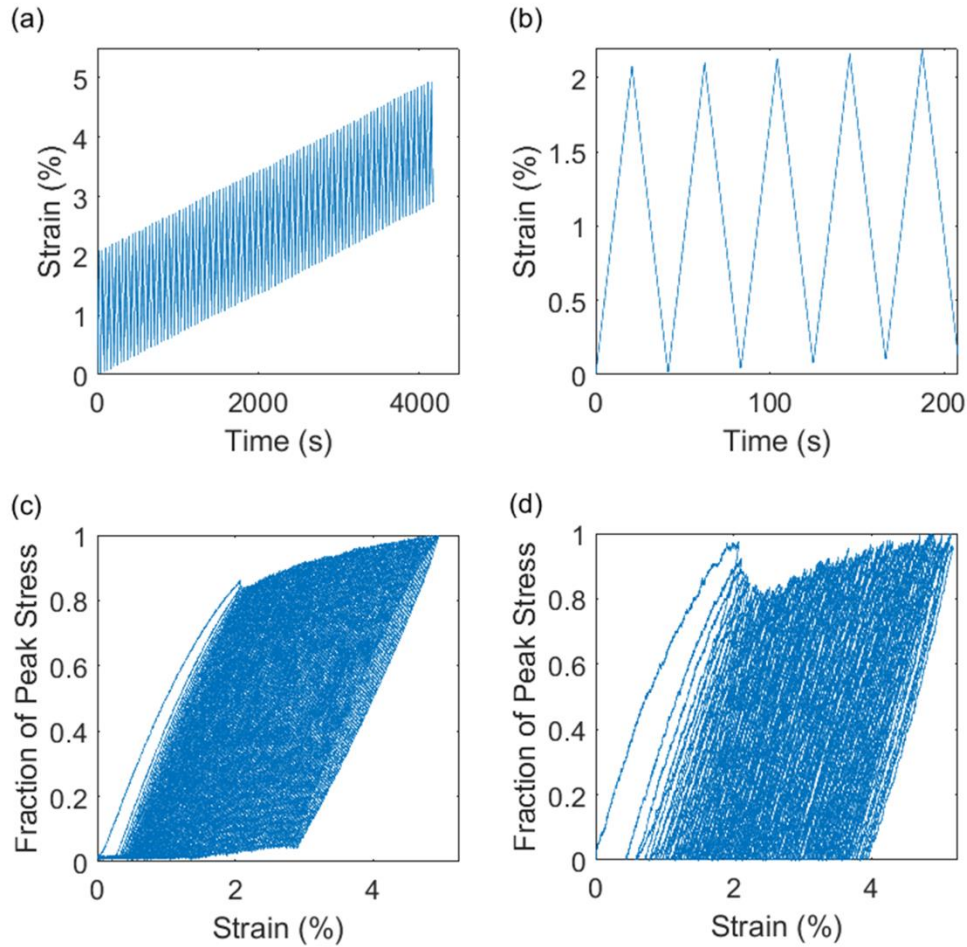 (a)
5
4
3
2
1
0
Strain (%)
0 2000 4000
Time (s)
(b)
2
1.5
1
0.5
0
Strain (%)
0 100 200
Time (s)
(c)
1
0.8
0.6
0.4
0.2
0
Fraction of Peak Stress
0 2 4
Strain (%)
(d)
1
0.8
0.6
0.4
0.2
0
Fraction of Peak Stress
0 2 4
Strain (%)